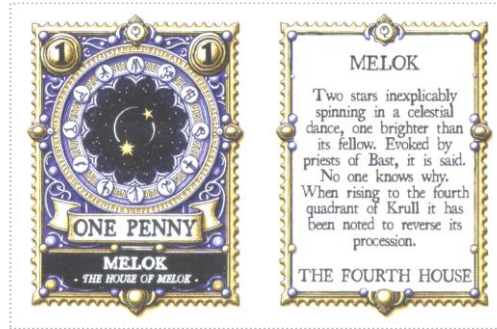 1
1
ONE PENNY
MELOK
- THE HOUSE OF MELOK -
MELOK
Two stars inexplicably
spinning in a celestial
dance, one brighter than
its fellow. Evoked by
priests of Bast, it is said.
No one knows why.
When rising to the fourth
quadrant of Krull it has
been noted to reverse its
procession.
THE FOURTH HOUSE